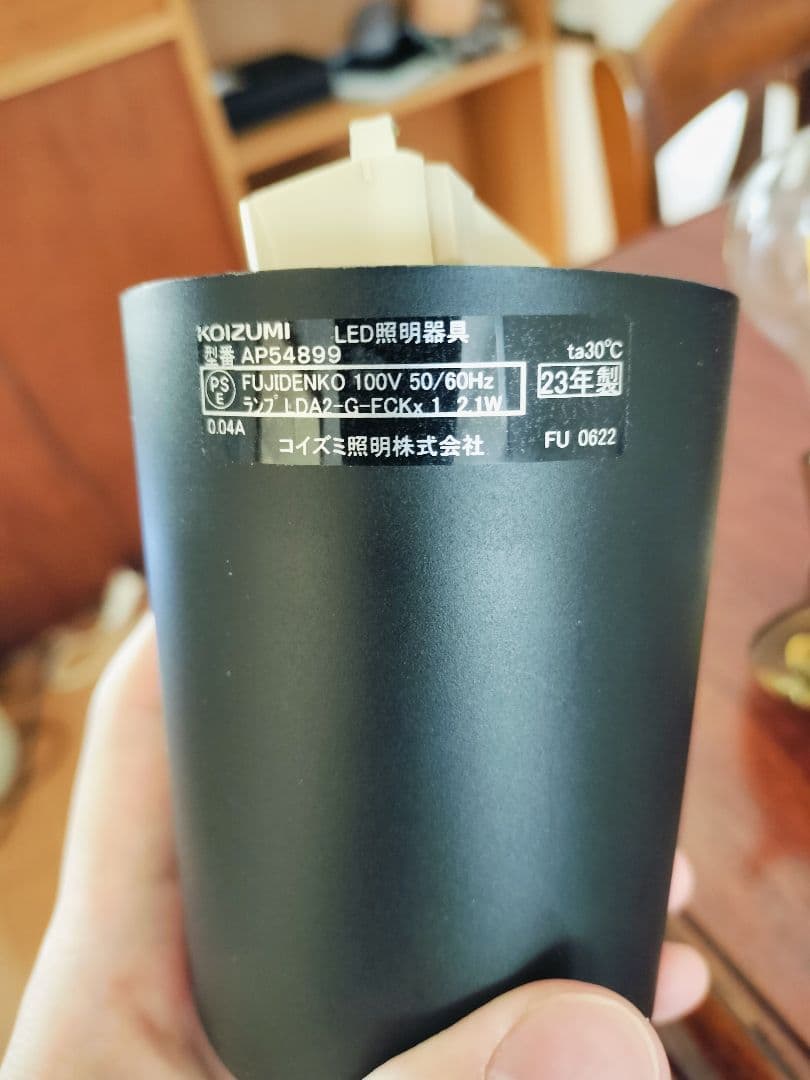 KOIZUMI LED照明器具
型番 AP54899 ta30℃
PS E FUJIDENKO 100V 50/60Hz 23年製
ランプ LDA2-G-FCK× 1 2.1W
0.04A コイズミ照明株式会社 FU 0622